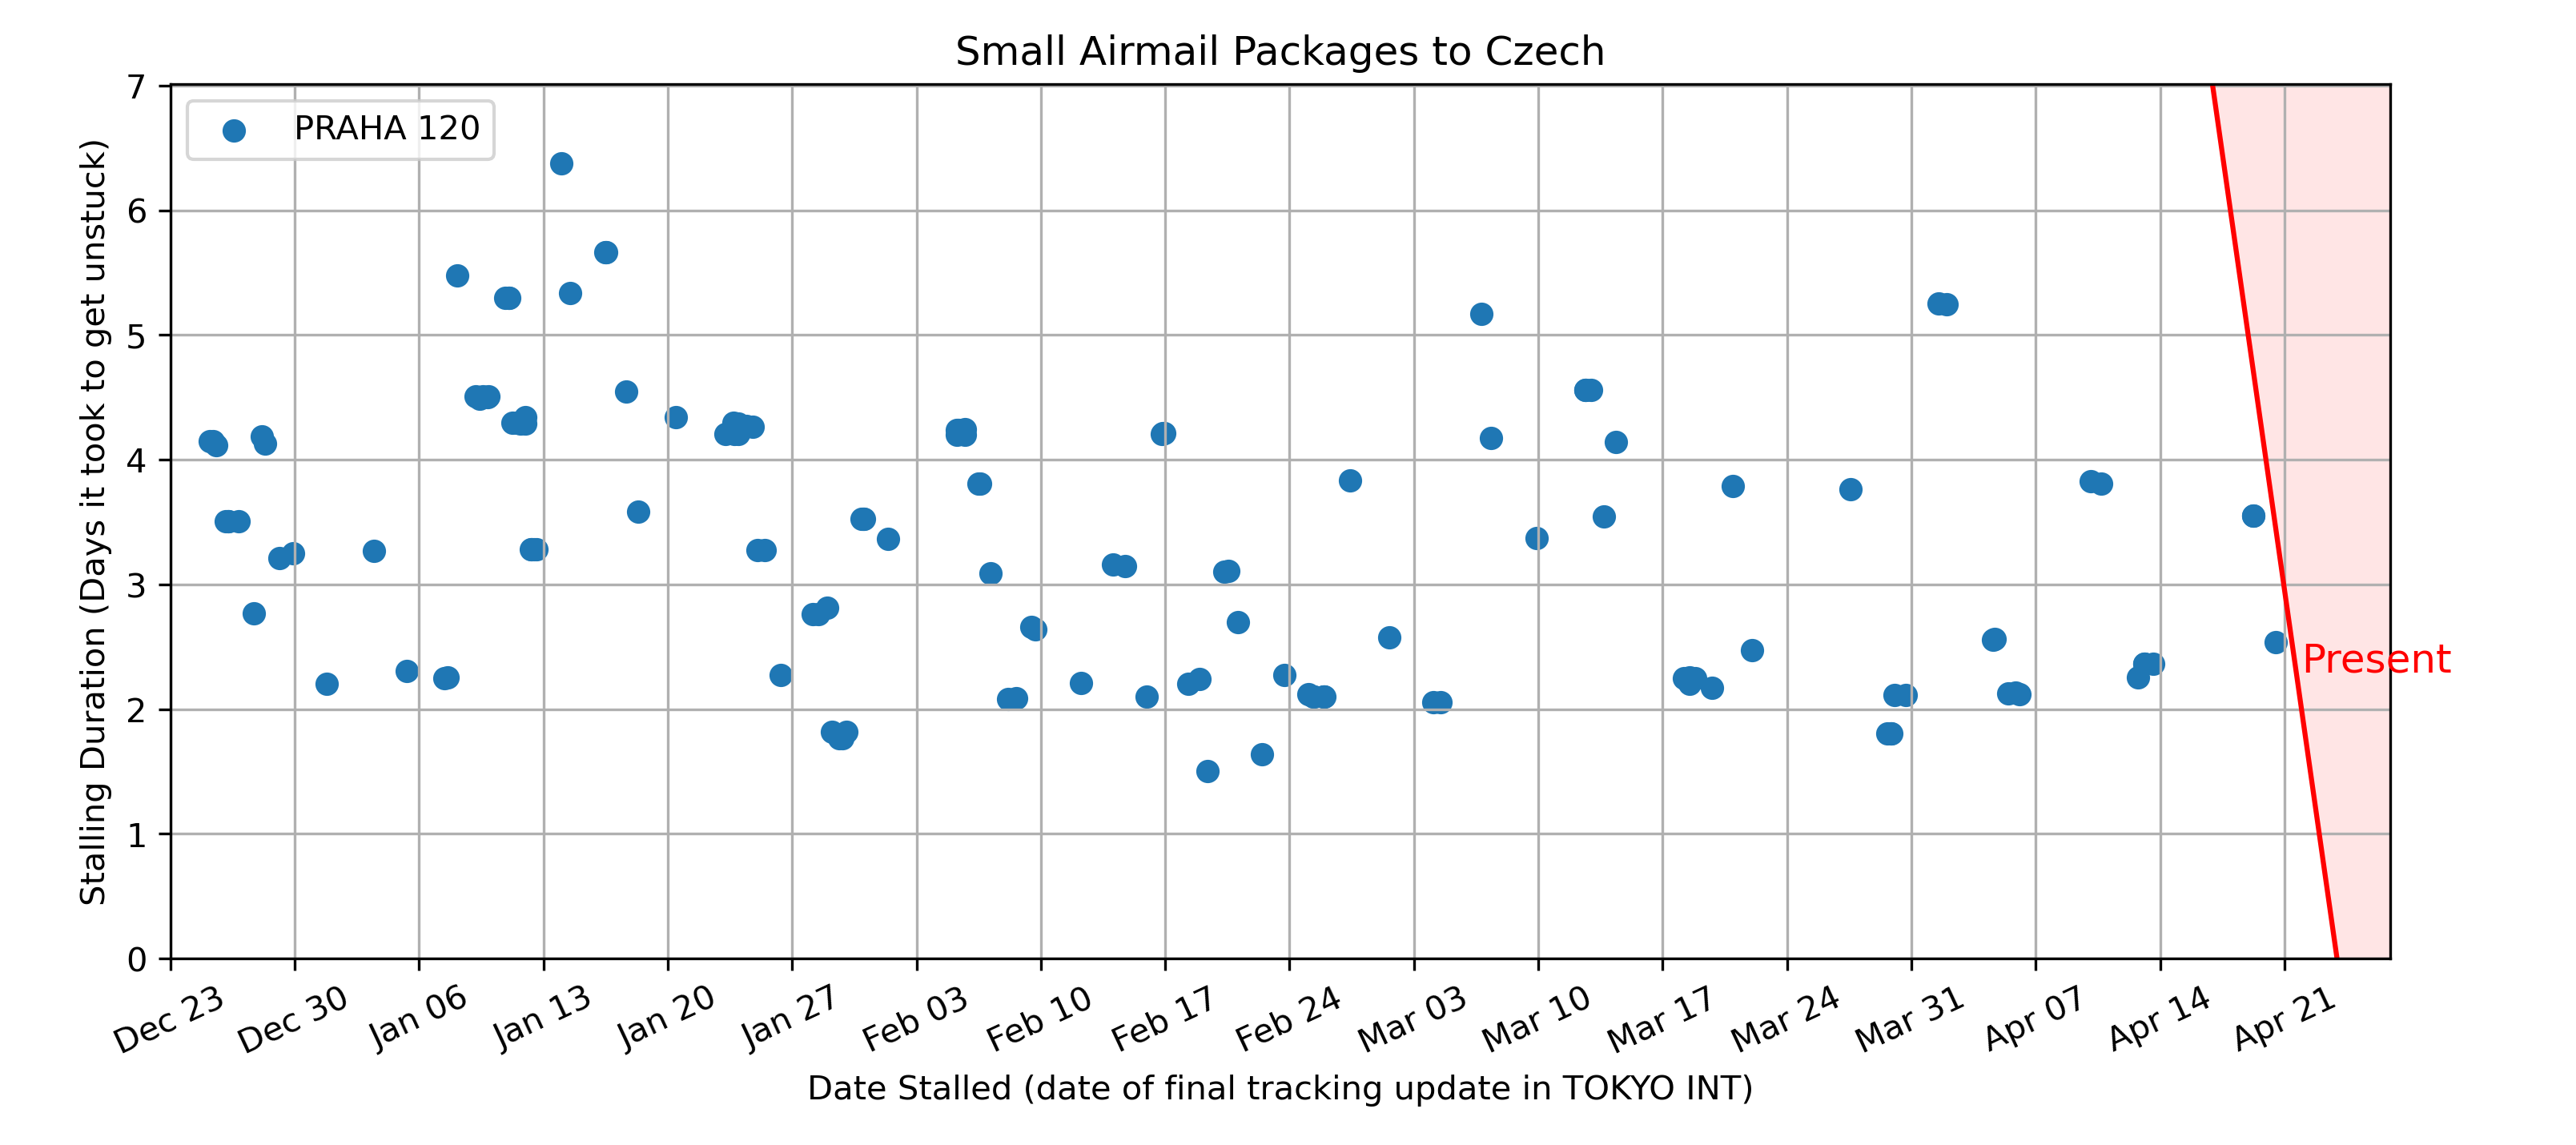 Small Airmail Packages to Czech
PRAHA 120
Stalling Duration (Days it took to get unstuck)
7
6
5
4
3
2
1
0
Present
Dec 23
Dec 30
Jan 06
Jan 13
Jan 20
Jan 27
Feb 03
Feb 10
Feb 17
Feb 24
Mar 03
Mar 10
Mar 17
Mar 24
Mar 31
Apr 07
Apr 14
Apr 21
Date Stalled (date of final tracking update in TOKYO INT)